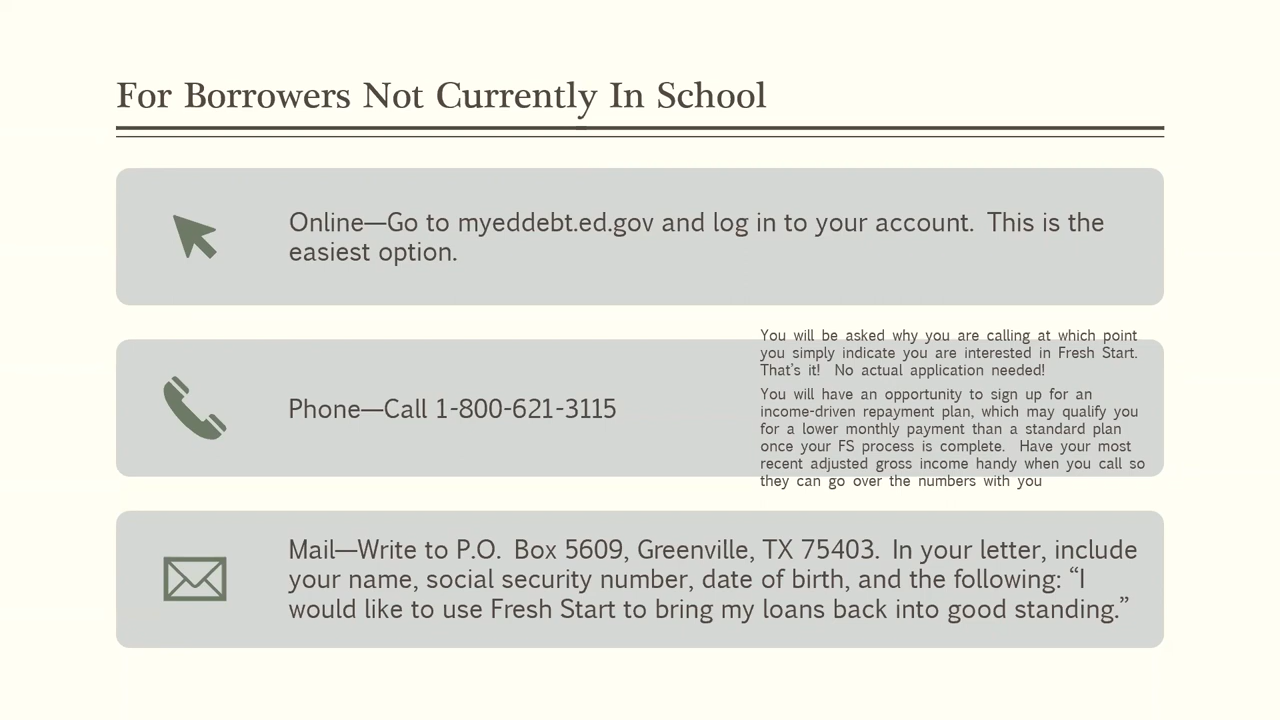 For Borrowers Not Currently In School
Online—Go to myeddebt.ed.gov and log in to your account.  This is the
easiest option.
Phone—Call 1-800-621-3115
You will be asked why you are calling at which point
you simply indicate you are interested in Fresh Start.
That’s it!  No actual application needed!
You will have an opportunity to sign up for an
income-driven repayment plan, which may qualify you
for a lower monthly payment than a standard plan
once your FS process is complete.  Have your most
recent adjusted gross income handy when you call so
they can go over the numbers with you
Mail—Write to P.O.  Box 5609, Greenville, TX 75403.  In your letter, include
your name, social security number, date of birth, and the following: “I
would like to use Fresh Start to bring my loans back into good standing.”